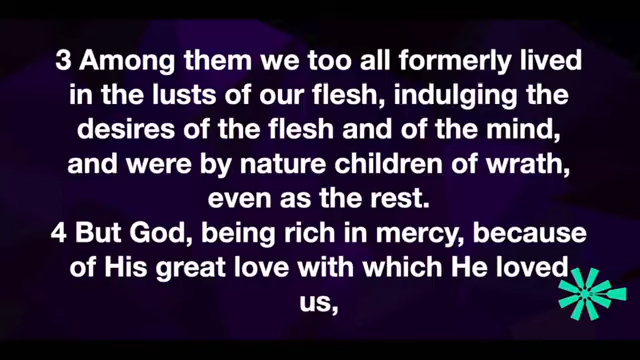 3 Among them we too all formerly lived
in the lusts of our flesh, indulging the
desires of the flesh and of the mind,
and were by nature children of wrath,
even as the rest.
4 But God, being rich in mercy, because
of His great love with which He loved
us,